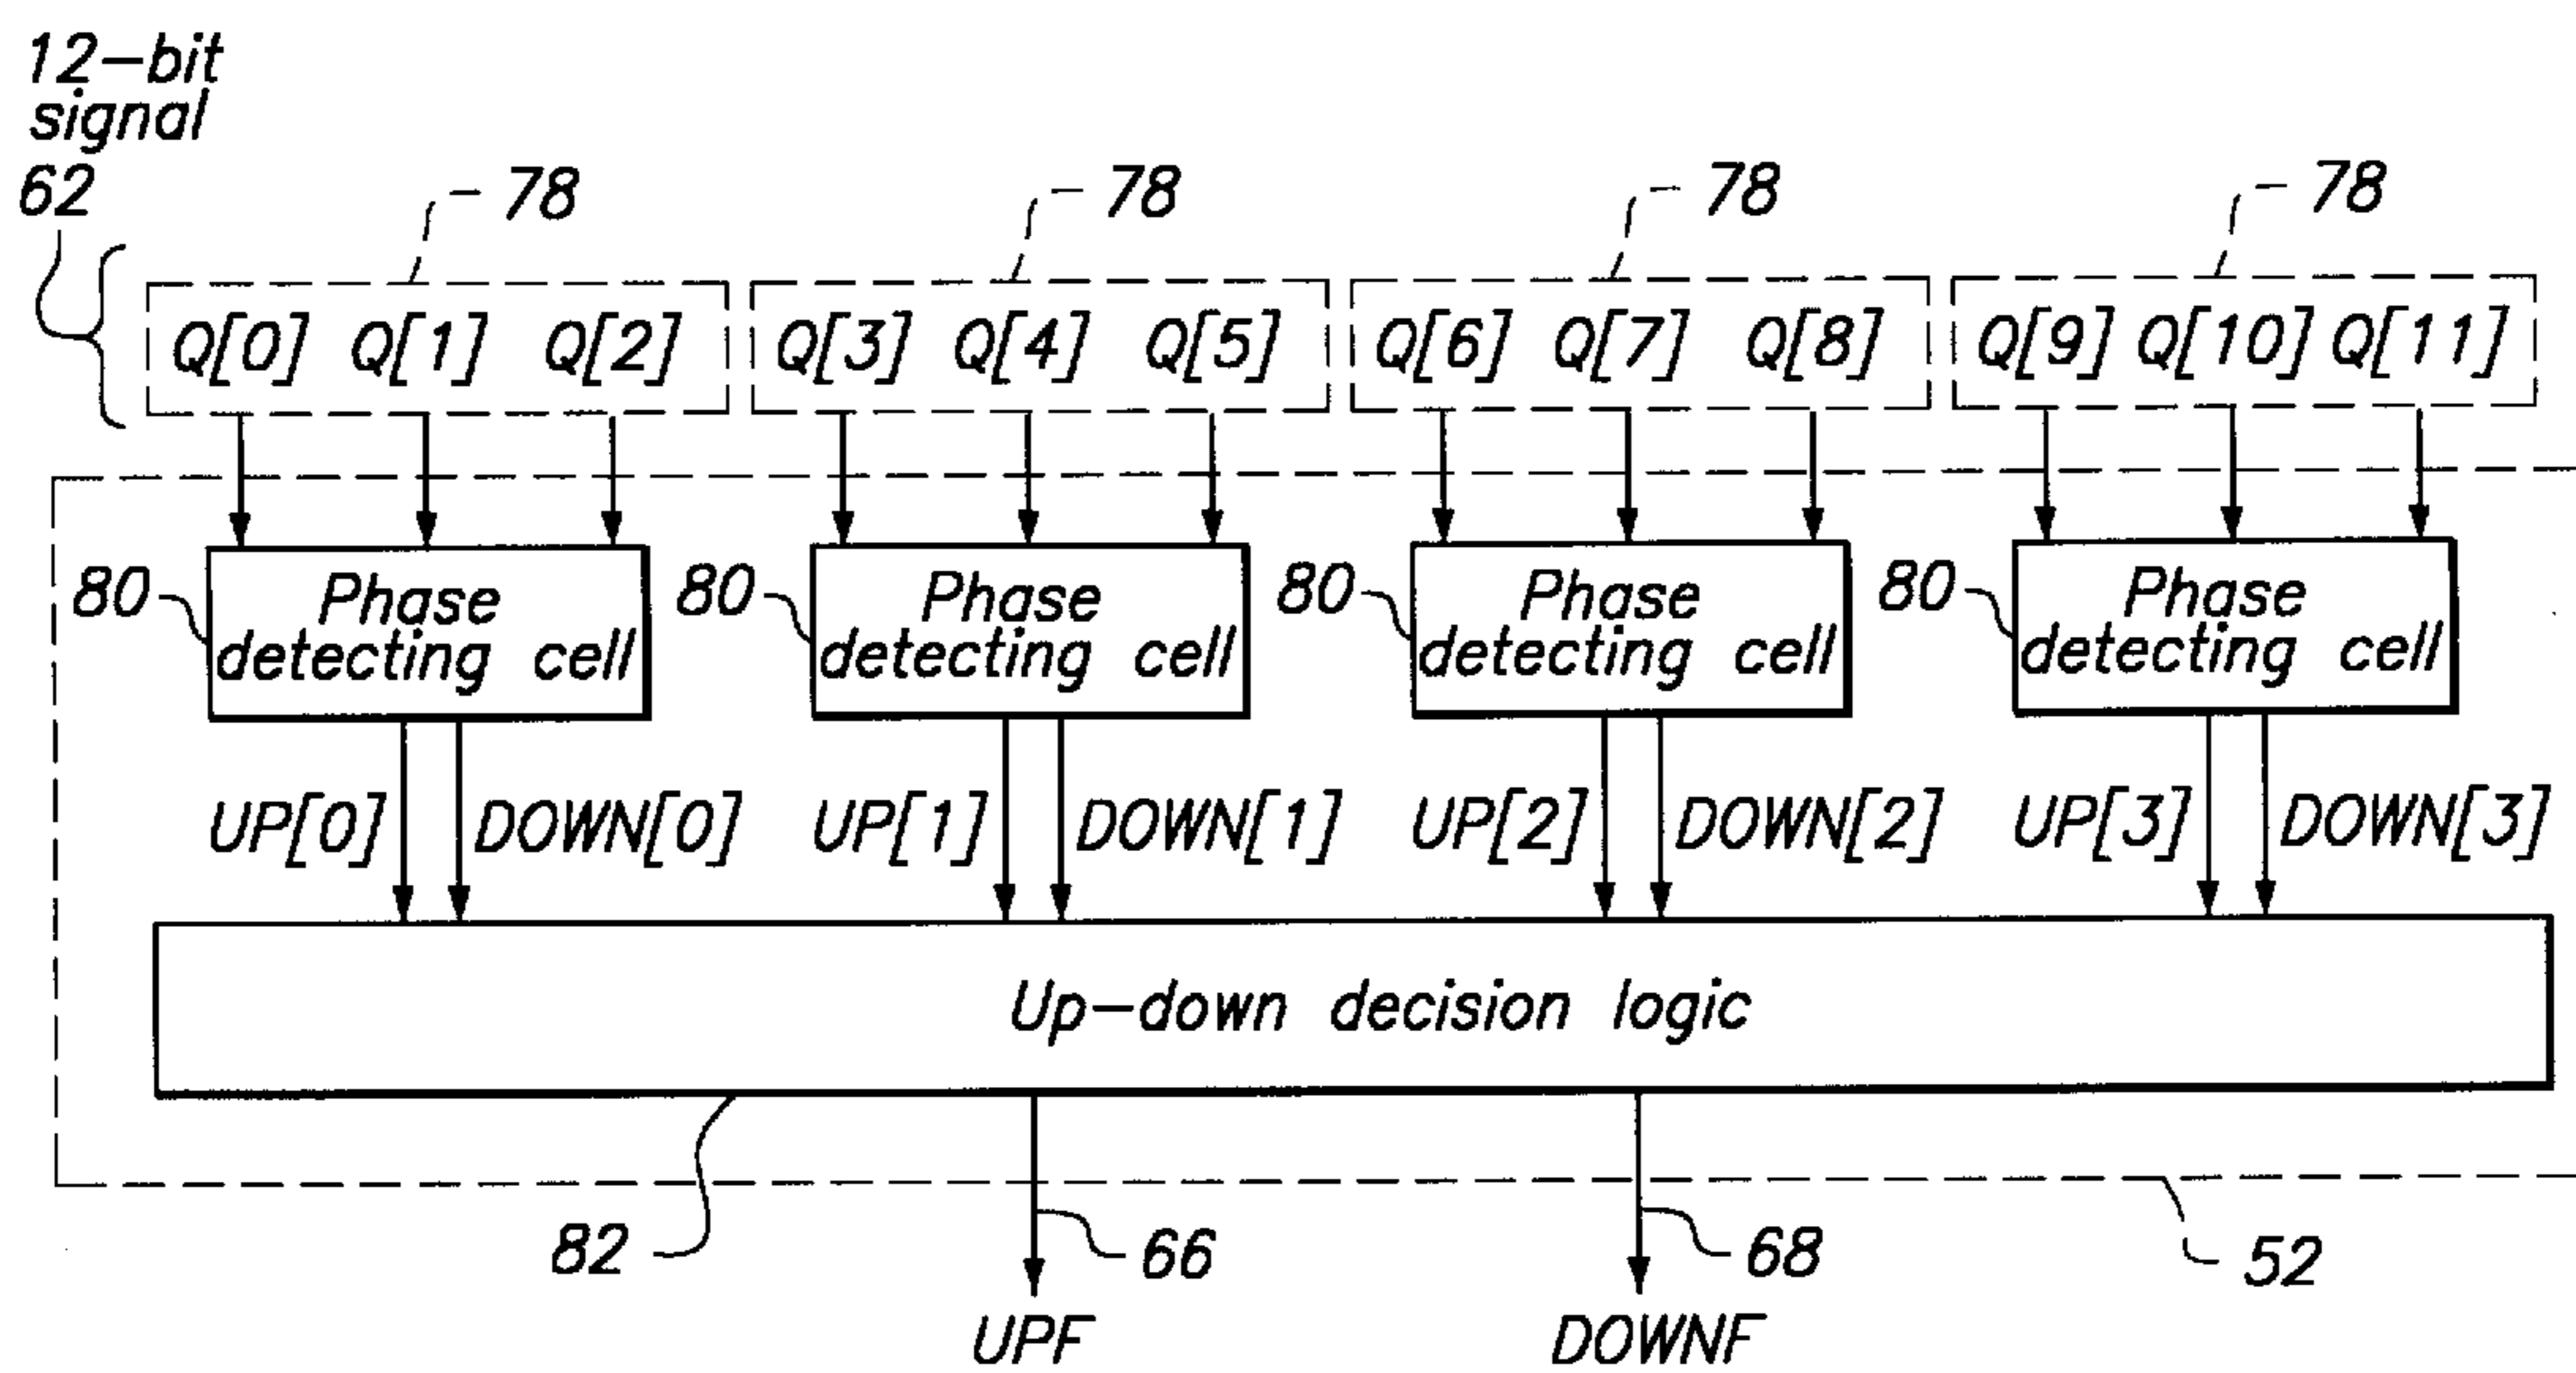 12-bit
signal
62
78 78 78 78
Q[0] Q[1] Q[2] Q[3] Q[4] Q[5] Q[6] Q[7] Q[8] Q[9] Q[10] Q[11]
80 Phase
detecting cell
80 Phase
detecting cell
80 Phase
detecting cell
80 Phase
detecting cell
UP[0] DOWN[0] UP[1] DOWN[1] UP[2] DOWN[2] UP[3] DOWN[3]
Up-down decision logic
82 66 68 52
UPF DOWNF